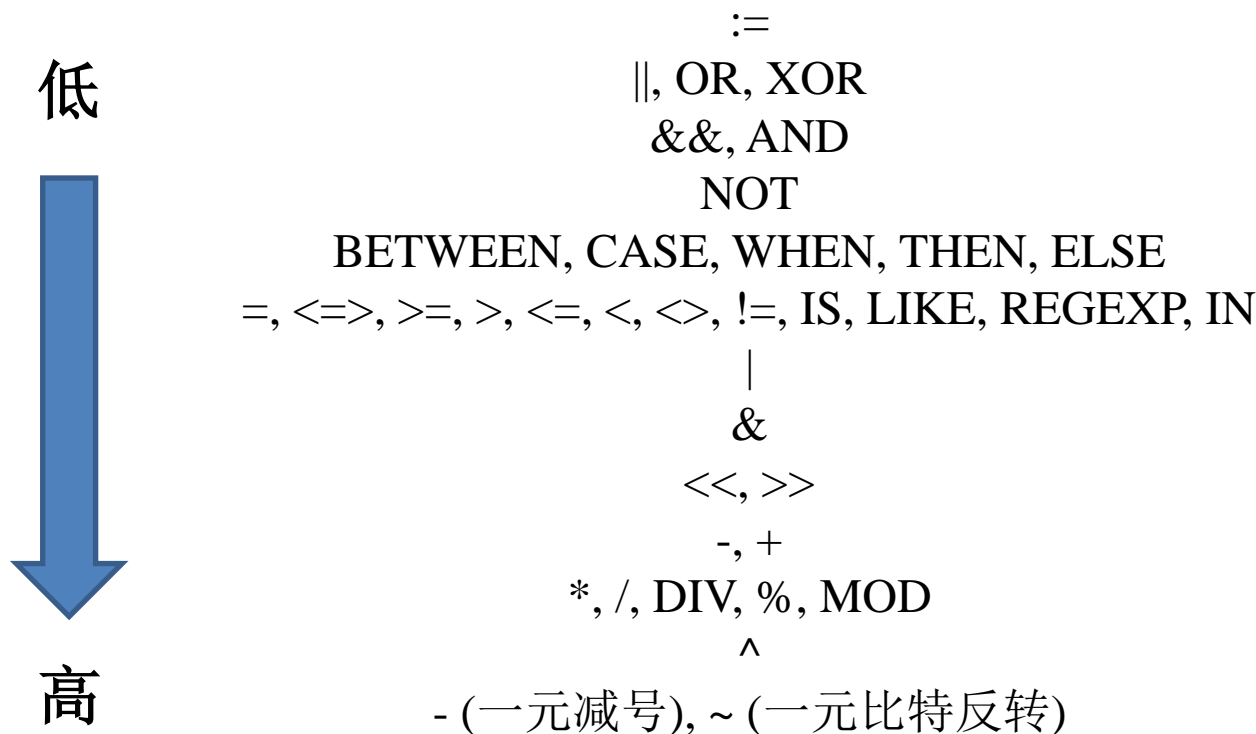 :=
低
||, OR, XOR
&&, AND
NOT
BETWEEN, CASE, WHEN, THEN, ELSE
=, <=>, >=, >, <=, <, <>, !=, IS, LIKE, REGEXP, IN
|
&
<<, >>
-, +
*, /, DIV, %, MOD
^
高
- (一元减号), ~ (一元比特反转)